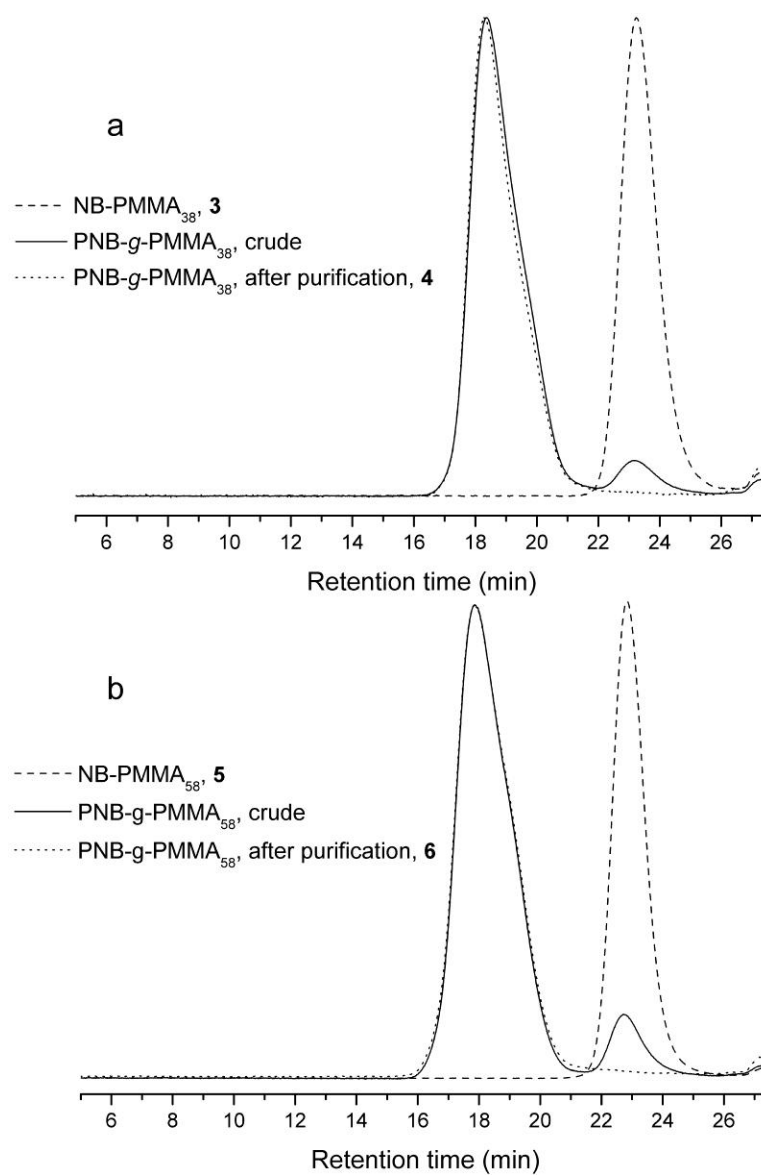 a
NB-PMMA₃₈, 3
PNB-g-PMMA₃₈, crude
PNB-g-PMMA₃₈, after purification, 4
6 8 10 12 14 16 18 20 22 24 26
Retention time (min)
b
NB-PMMA₅₈, 5
PNB-g-PMMA₅₈, crude
PNB-g-PMMA₅₈, after purification, 6
6 8 10 12 14 16 18 20 22 24 26
Retention time (min)